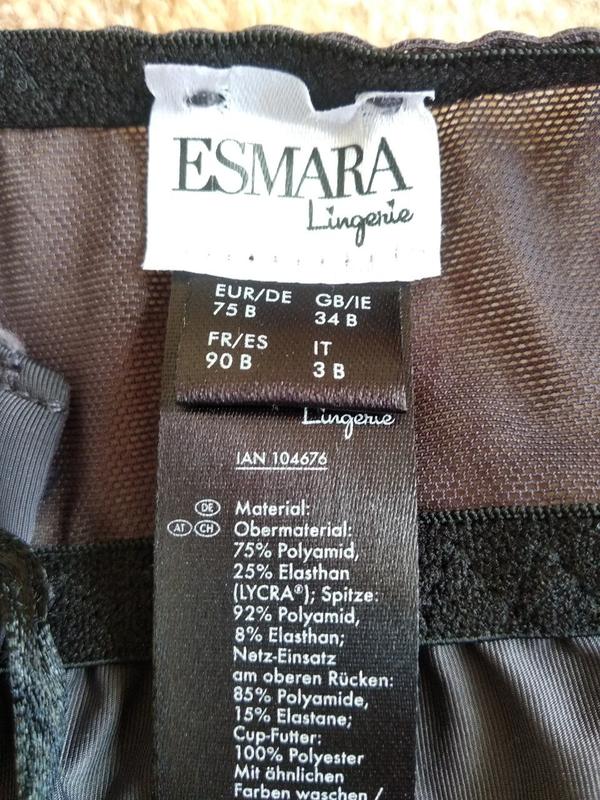 ESMARA
Lingerie
EUR/DE GB/IE
75 B 34 B
FR/ES IT
90 B 3 B
Lingerie
IAN 104676
DE Material:
AT CH Obermaterial:
75% Polyamid,
25% Elasthan
(LYCRA®); Spitze:
92% Polyamid,
8% Elasthan;
Netz-Einsatz
am oberen Rücken:
85% Polyamide,
15% Elastane;
Cup-Futter:
100% Polyester
Mit ähnlichen
Farben waschen /